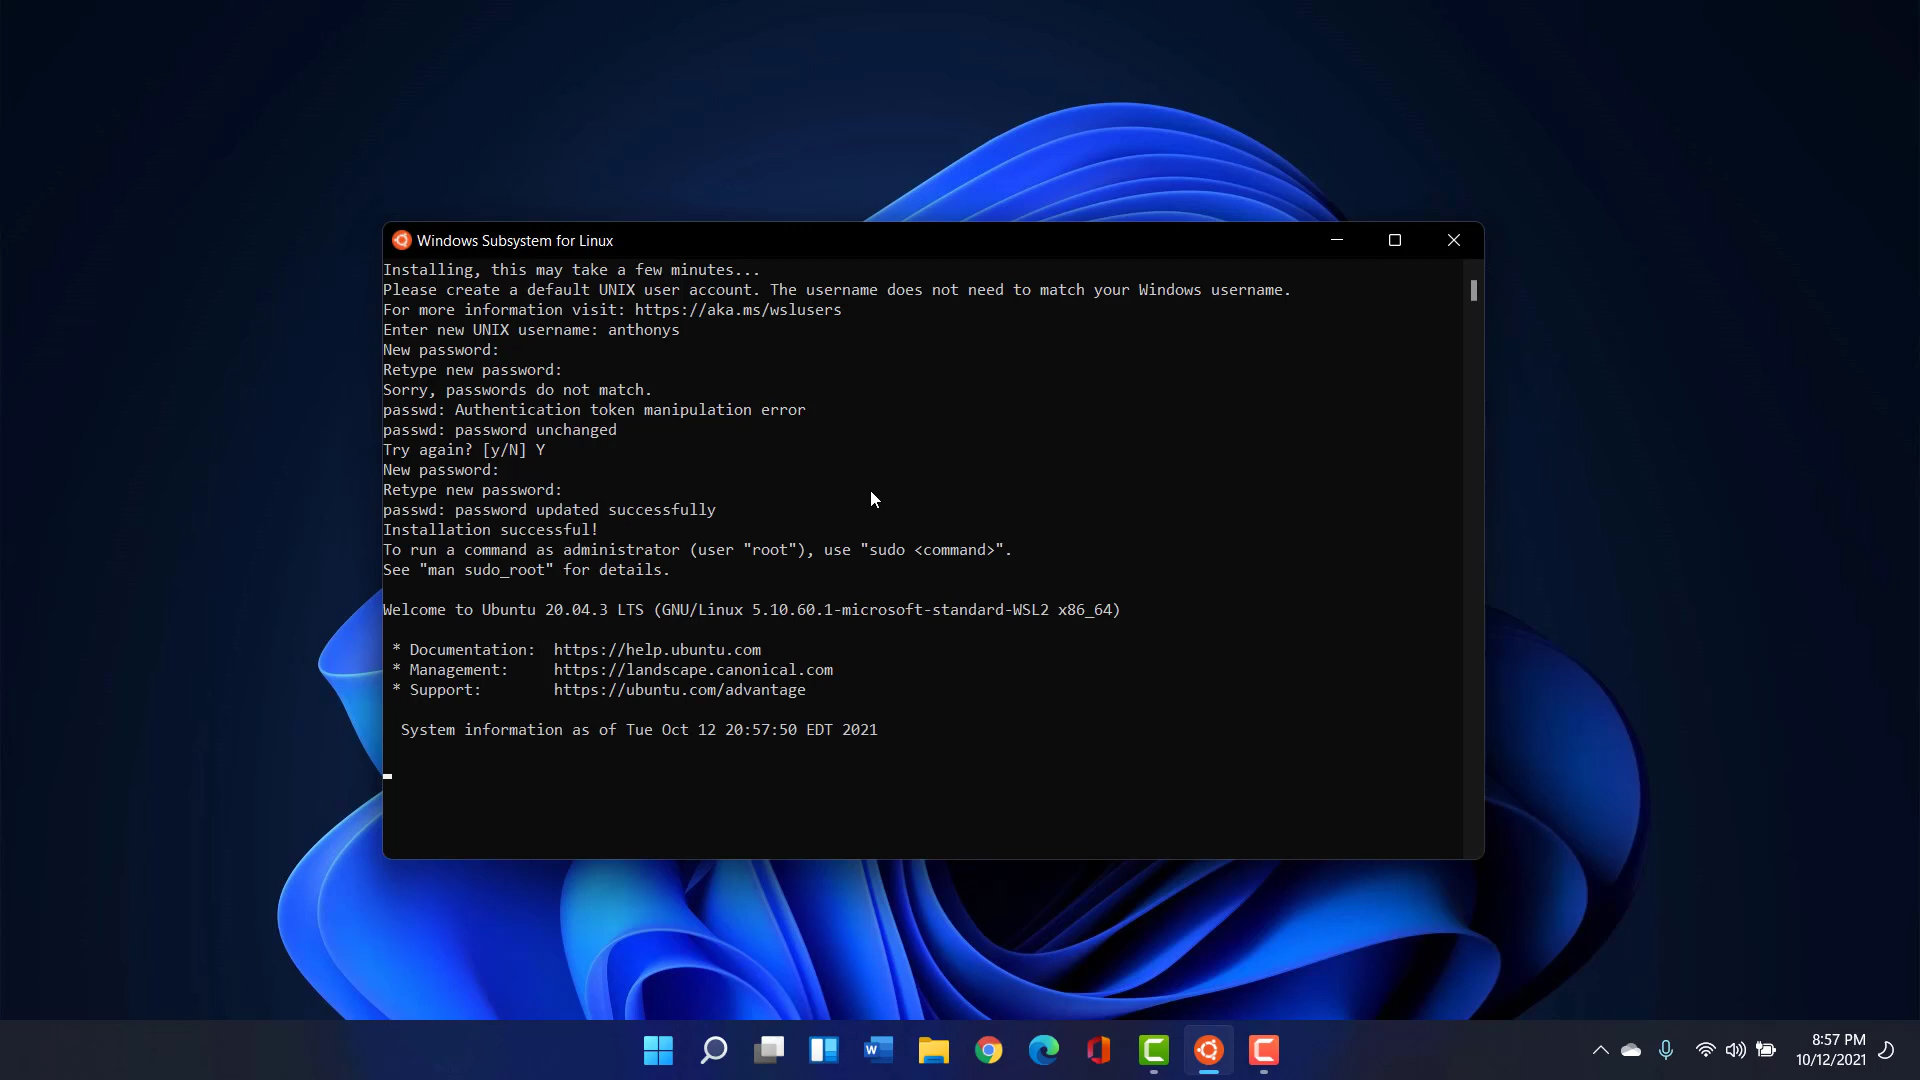 Windows Subsystem for Linux
Installing, this may take a few minutes...
Please create a default UNIX user account. The username does not need to match your Windows username.
For more information visit: https://aka.ms/wslusers
Enter new UNIX username: anthonys
New password:
Retype new password:
Sorry, passwords do not match.
passwd: Authentication token manipulation error
passwd: password unchanged
Try again? [y/N] Y
New password:
Retype new password:
passwd: password updated successfully
Installation successful!
To run a command as administrator (user "root"), use "sudo <command>".
See "man sudo_root" for details.
Welcome to Ubuntu 20.04.3 LTS (GNU/Linux 5.10.60.1-microsoft-standard-WSL2 x86_64)
* Documentation: https://help.ubuntu.com
* Management: https://landscape.canonical.com
* Support: https://ubuntu.com/advantage
System information as of Tue Oct 12 20:57:50 EDT 2021
8:57 PM
10/12/2021